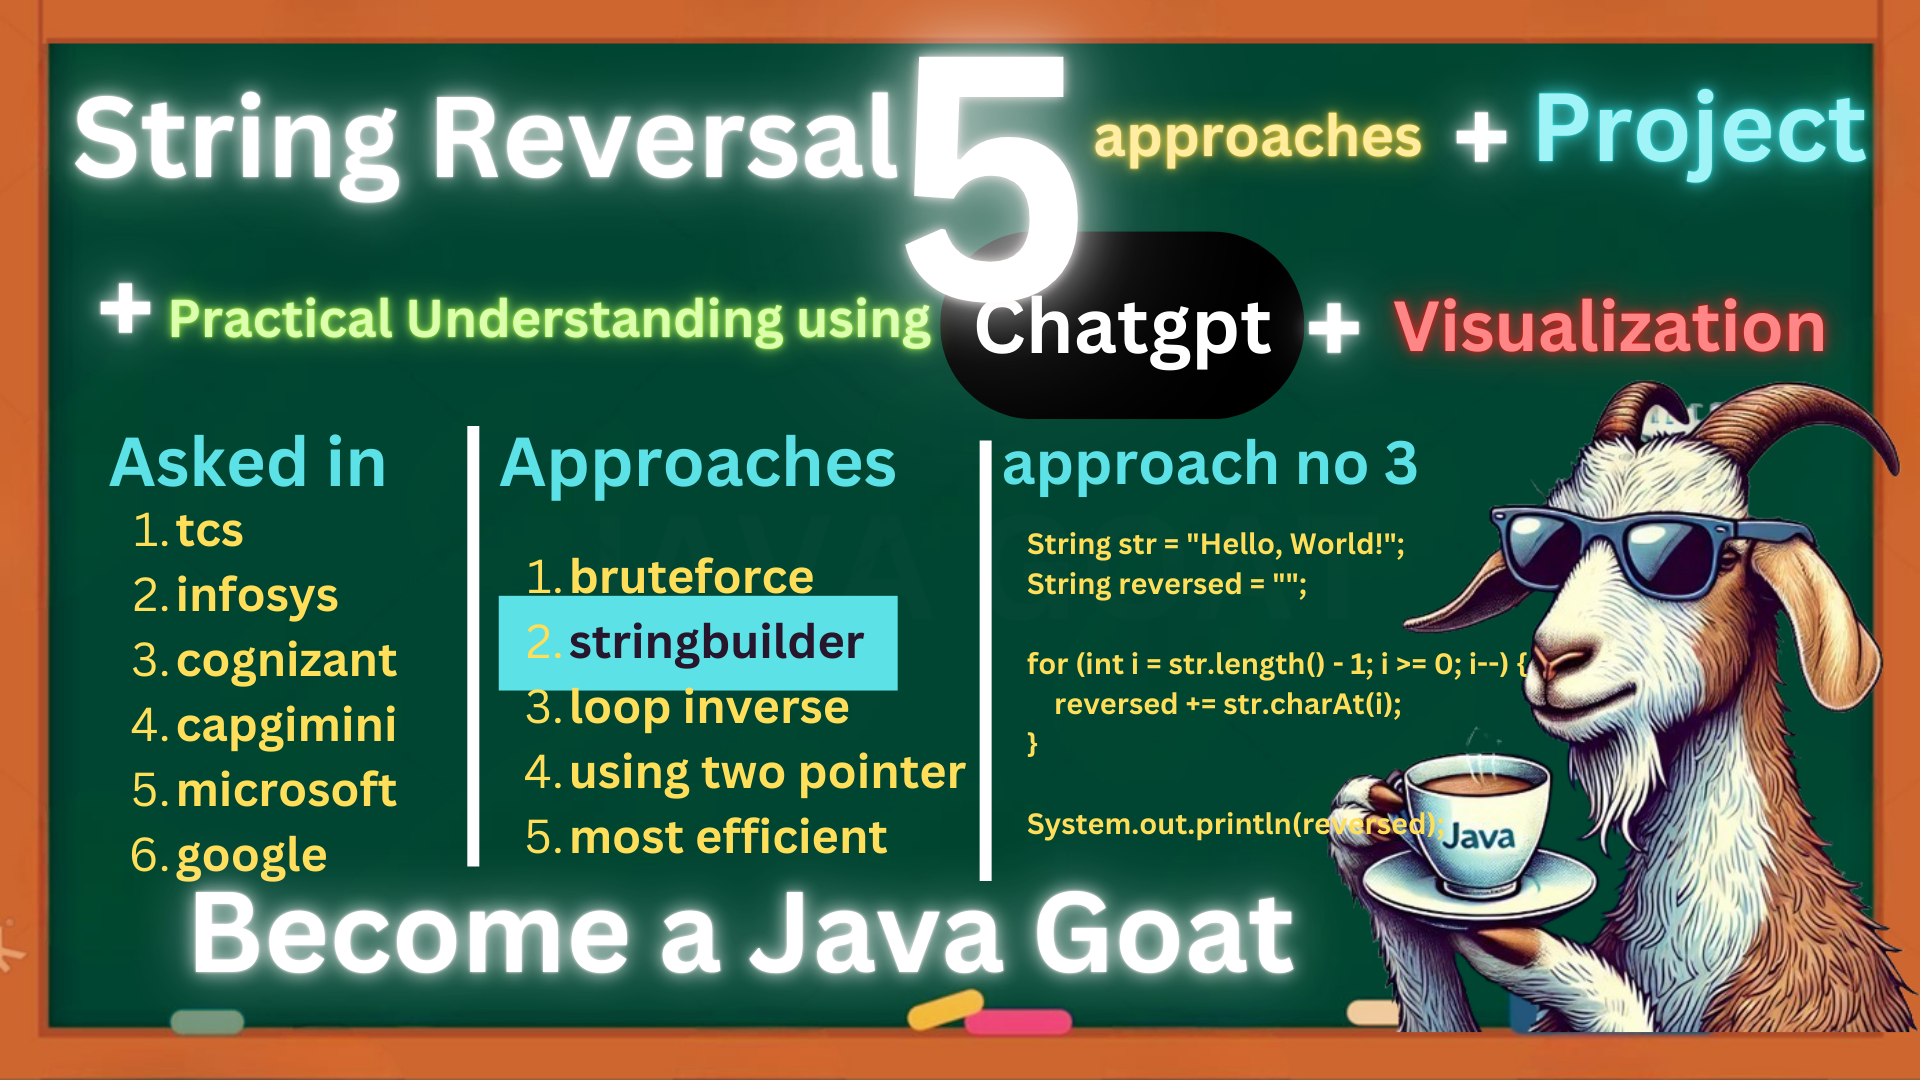 String Reversal 5 approaches + Project
+ Practical Understanding using Chatgpt + Visualization
Asked in
1. tcs
2. infosys
3. cognizant
4. capgimini
5. microsoft
6. google
Approaches
1. bruteforce
2. stringbuilder
3. loop inverse
4. using two pointer
5. most efficient
approach no 3
String str = "Hello, World!";
String reversed = "";
for (int i = str.length() - 1; i >= 0; i--) {
reversed += str.charAt(i);
}
System.out.println(reversed);
Java
Become a Java Goat